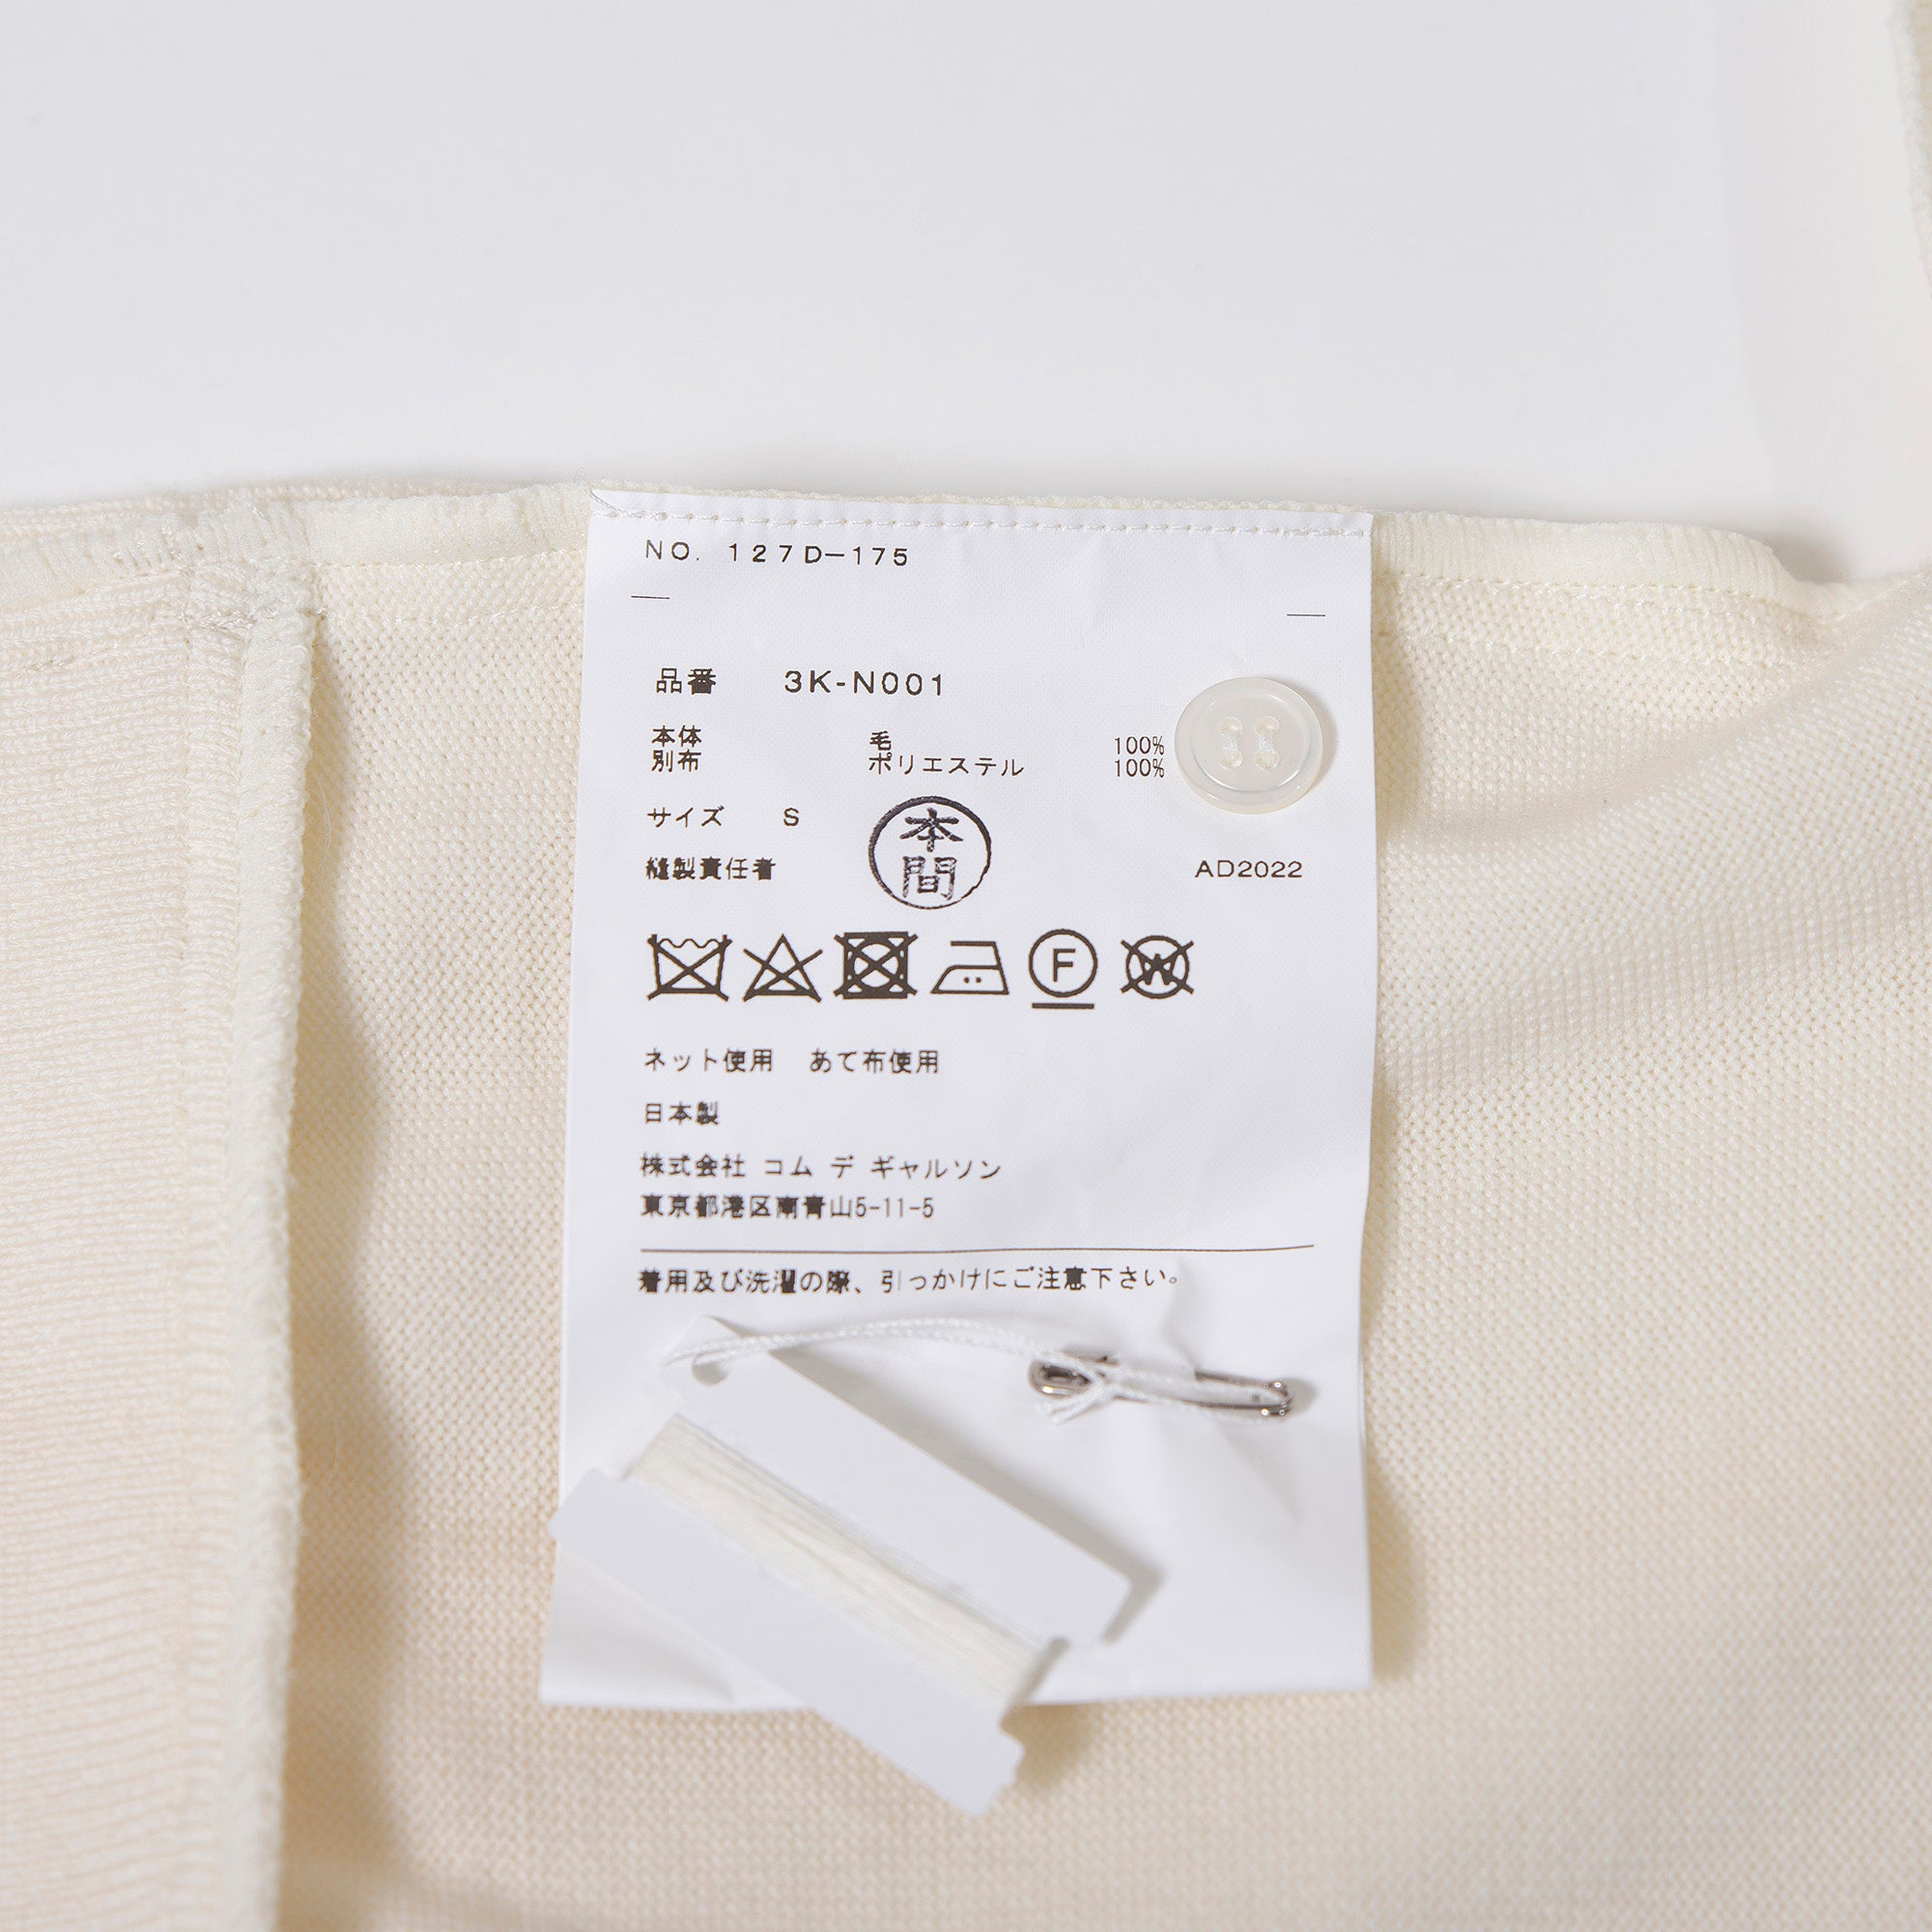 NO. 127D-175
品番 3K-N001
本体 毛 100%
別布 ポリエステル 100%
サイズ S
本間
縫製責任者 AD2022
F W
ネット使用 あて布使用
日本製
株式会社 コム デ ギャルソン
東京都港区南青山5-11-5
着用及び洗濯の際、引っかけにご注意下さい。